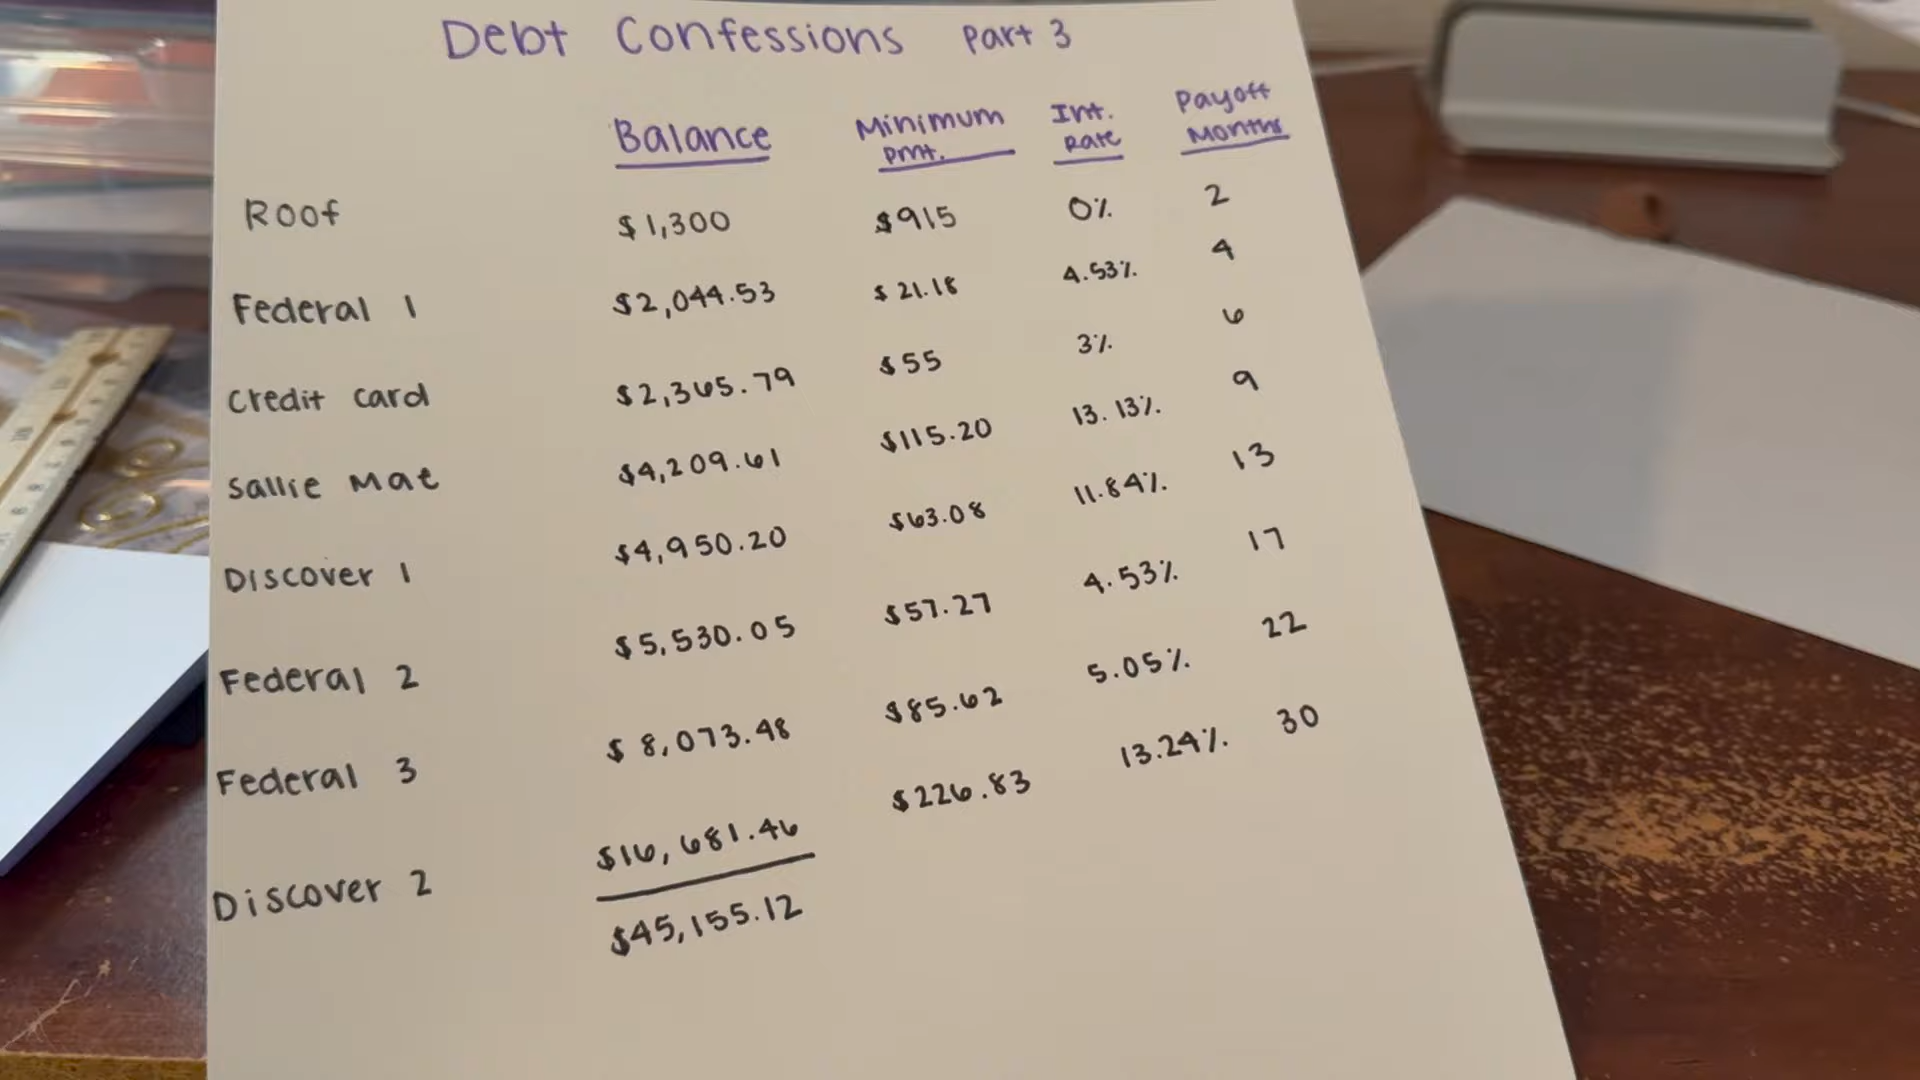 Debt Confessions Part 3
Balance Minimum Pmt. Int. Rate Payoff Months
Roof $1,300 $915 0% 2
Federal 1 $2,044.53 $21.18 4.53% 4
Credit card $2,365.79 $55 3% 6
Sallie Mae $4,209.61 $115.20 13.13% 9
Discover 1 $4,950.20 $63.08 11.84% 13
Federal 2 $5,530.05 $57.27 4.53% 17
Federal 3 $8,073.48 $85.62 5.05% 22
Discover 2 $16,681.46 $226.83 13.24% 30
$45,155.12